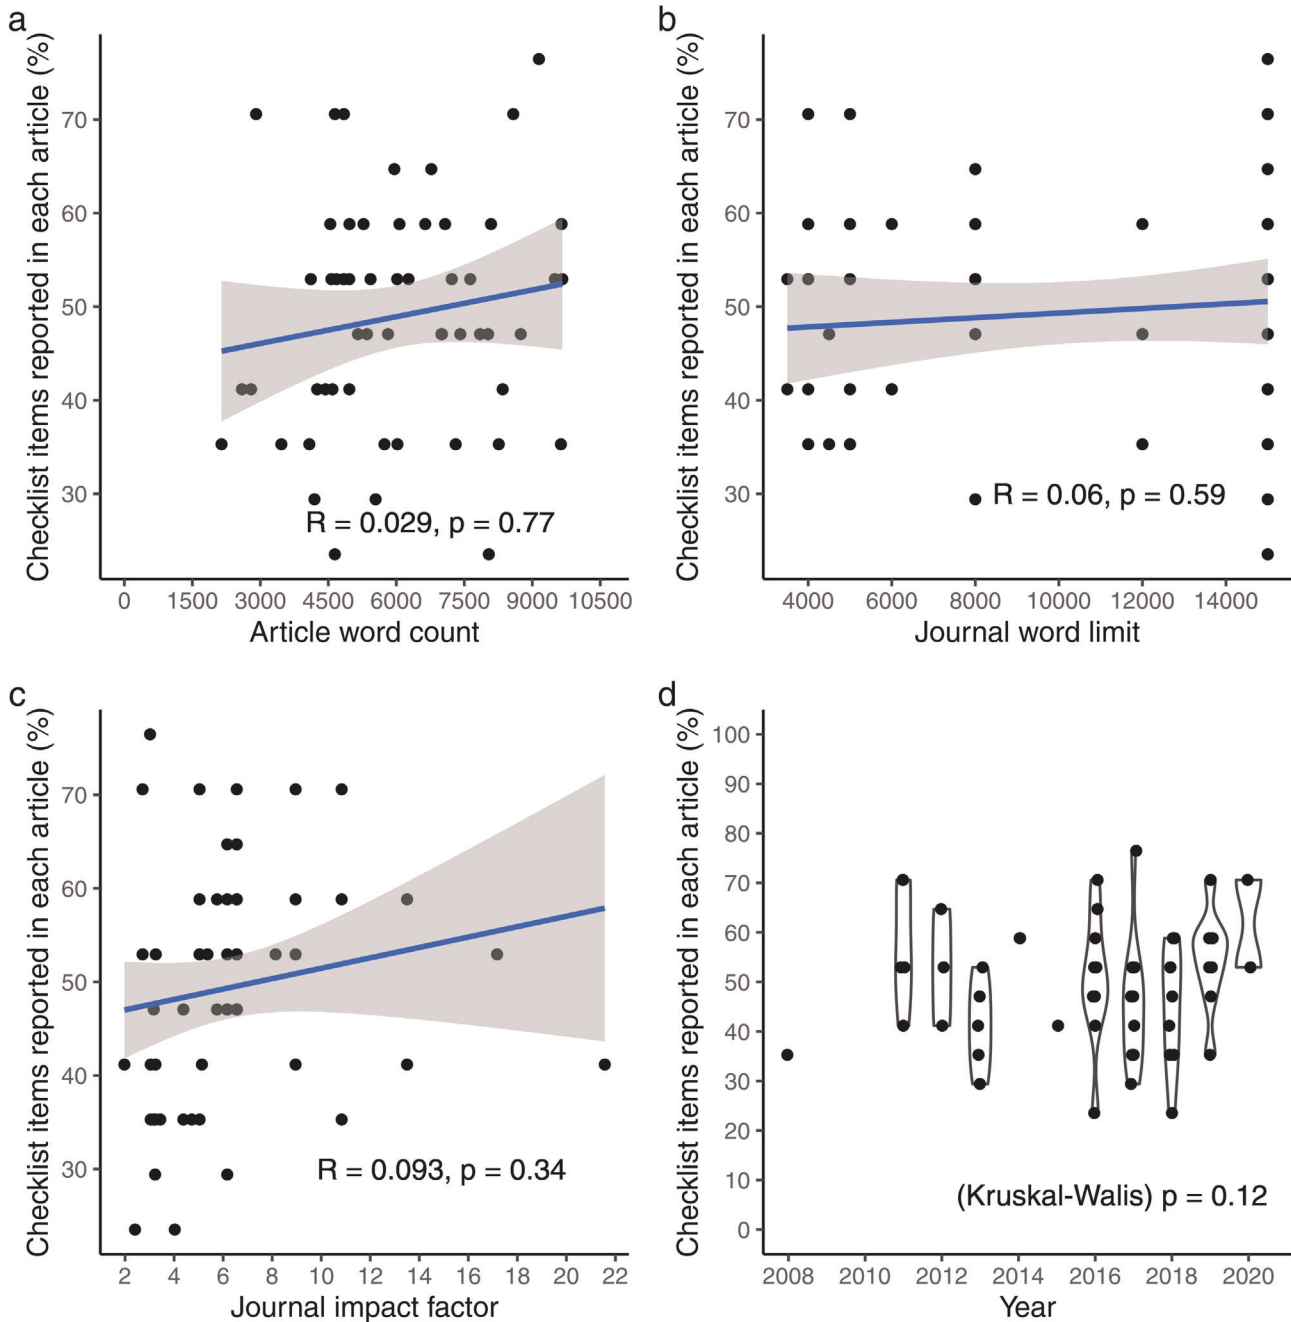 a
Checklist items reported in each article (%)
70
60
50
40
30
R = 0.029, p = 0.77
0 1500 3000 4500 6000 7500 9000 10500
Article word count
b
Checklist items reported in each article (%)
70
60
50
40
30
R = 0.06, p = 0.59
4000 6000 8000 10000 12000 14000
Journal word limit
c
Checklist items reported in each article (%)
70
60
50
40
30
R = 0.093, p = 0.34
2 4 6 8 10 12 14 16 18 20 22
Journal impact factor
d
Checklist items reported in each article (%)
100
90
80
70
60
50
40
30
20
10
0
(Kruskal-Walis) p = 0.12
2008 2010 2012 2014 2016 2018 2020
Year